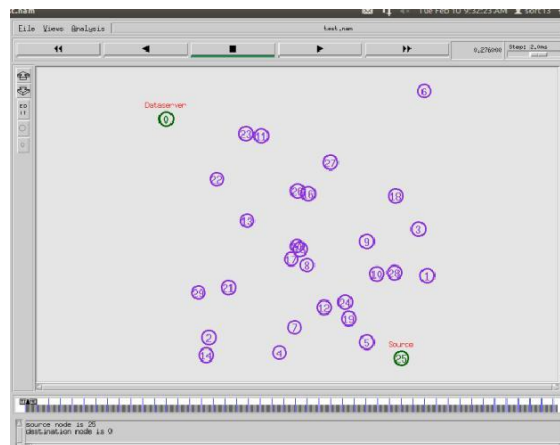 Tue Feb 10 9:32:23 AM
File Views Analysis test.nam
0.276000 Step: 2.0ms
Dataserver
0
6
23 11
27
22
16
18
13
3
9
17
8
10 28 1
29 21
12 24
19
7
2
5
Source
14
4
25
source node is 25
destination node is 0